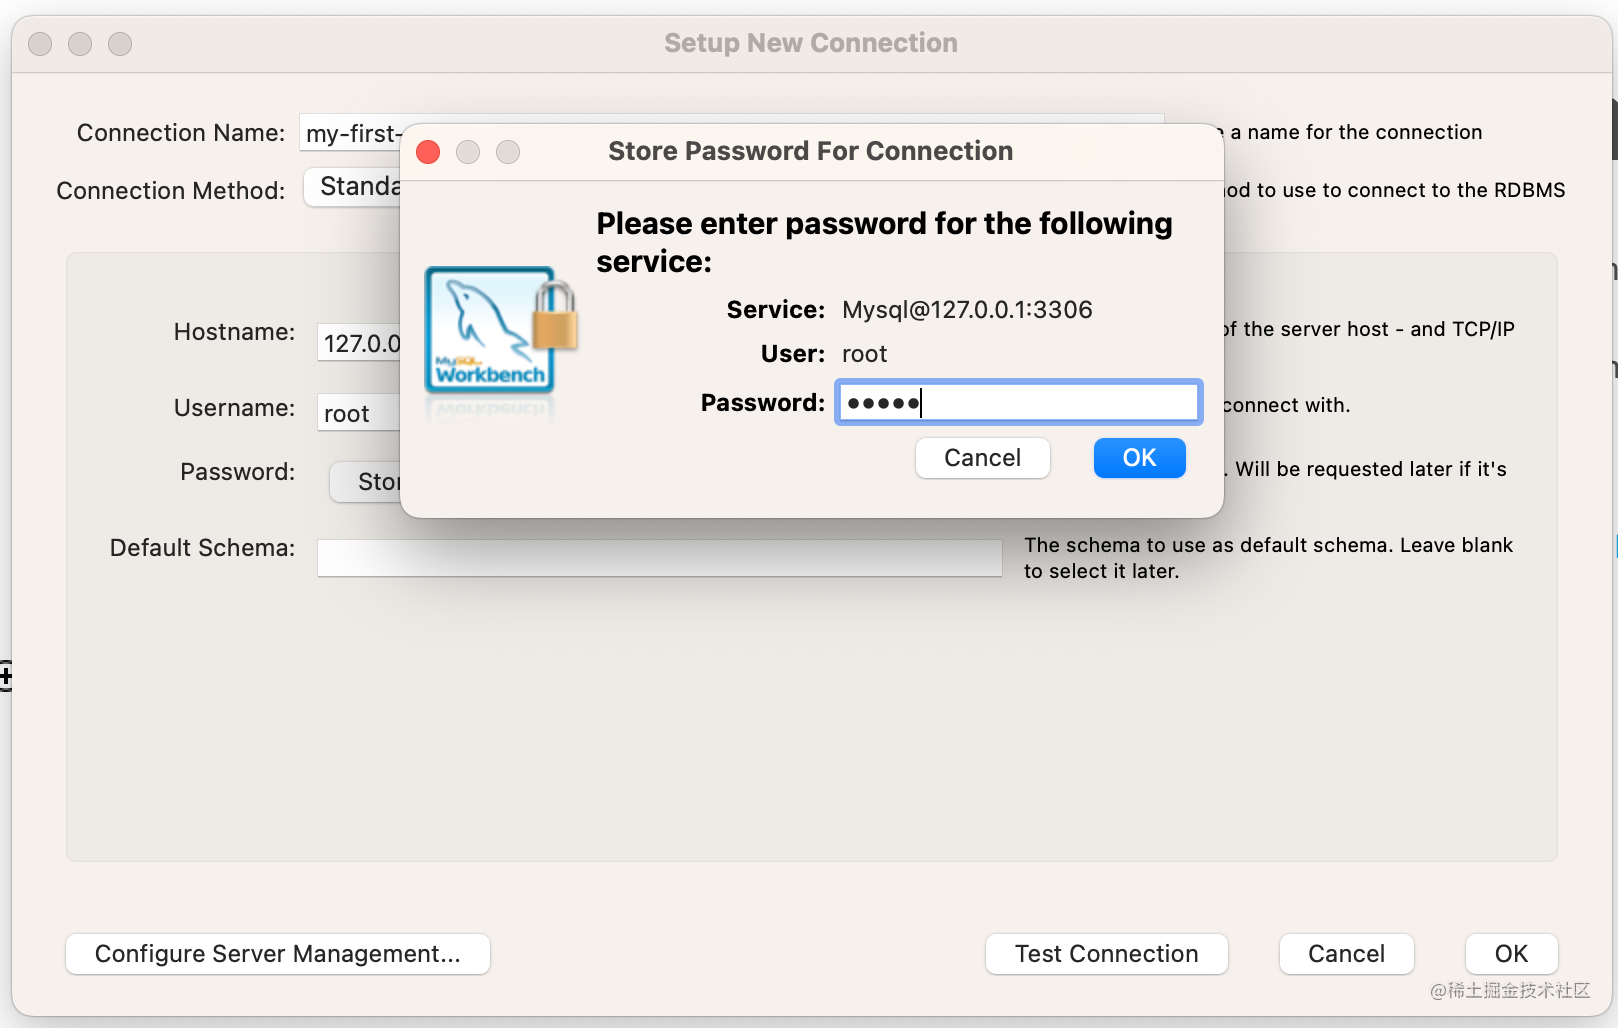 Setup New Connection
Connection Name:
my-first-
a name for the connection
Store Password For Connection
Connection Method:
Standa
od to use to connect to the RDBMS
Please enter password for the following
service:
MySQL
Workbench
Service:
Mysql@127.0.0.1:3306
User:
root
Password:
•••••
Cancel
OK
Hostname:
127.0.0
of the server host - and TCP/IP
Username:
root
connect with.
Password:
Stor
. Will be requested later if it's
Default Schema:
The schema to use as default schema. Leave blank
to select it later.
Configure Server Management...
Test Connection
Cancel
OK
@稀土掘金技术社区